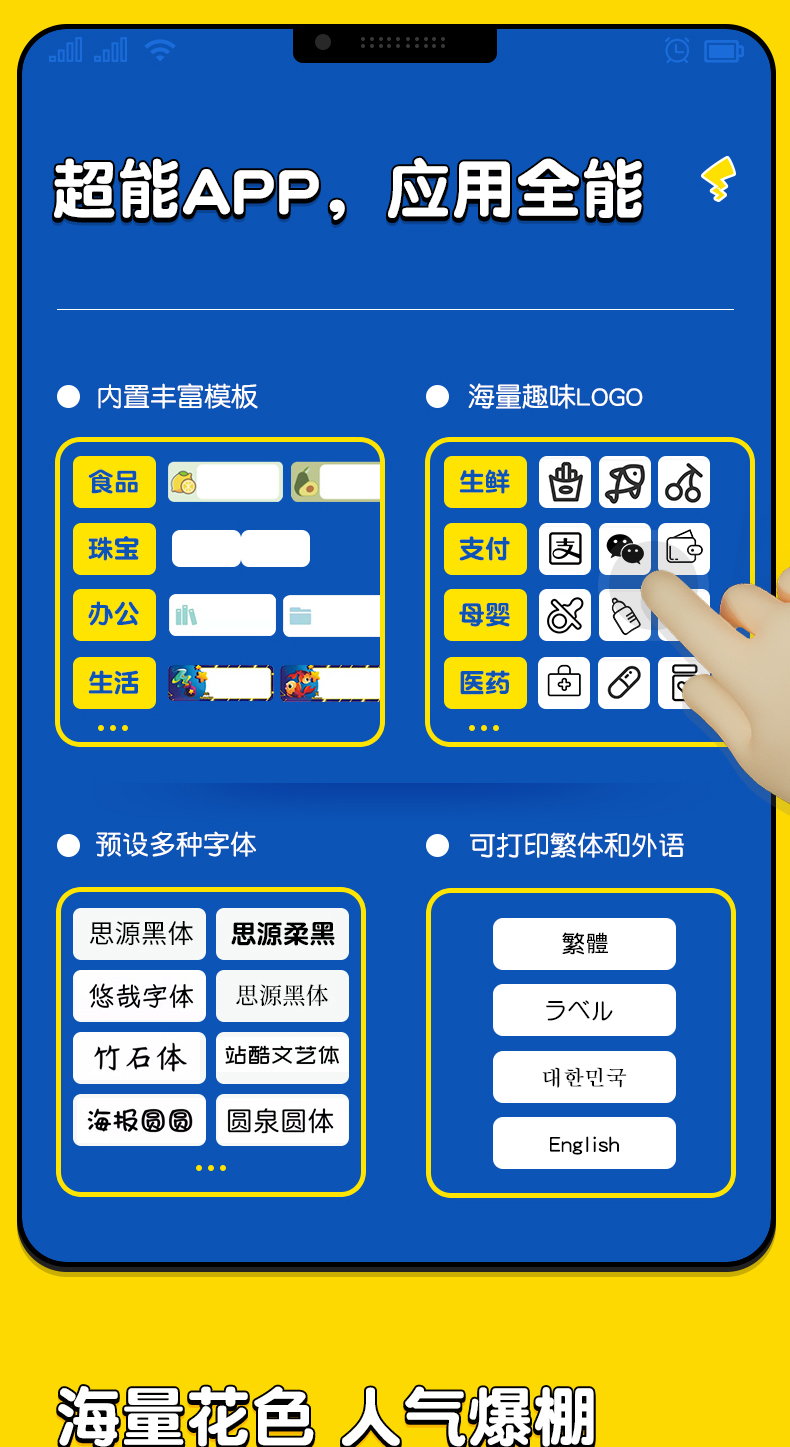 超能APP，应用全能
内置丰富模板
食品
珠宝
办公
生活
海量趣味LOGO
生鲜
支付
支
母婴
医药
预设多种字体
思源黑体
思源柔黑
悠哉字体
思源黑体
竹石体
站酷文艺体
海报圆圆
圆泉圆体
可打印繁体和外语
繁體
ラベル
대한민국
English
海量花色 人气爆棚